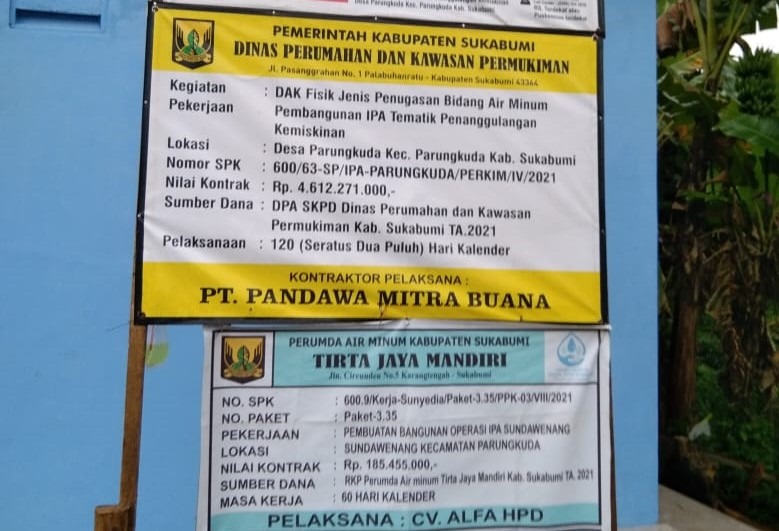 Desa Parungkuda Kec. Parungkuda Kab. Sukabumi
PEMERINTAH KABUPATEN SUKABUMI
DINAS PERUMAHAN DAN KAWASAN PERMUKIMAN
JL. Pasanggrahan No. 1 Palabuhanratu - Kabupaten Sukabumi 43364
Kegiatan : DAK Fisik Jenis Penugasan Bidang Air Minum
Pekerjaan Pembangunan IPA Tematik Penanggulangan
Kemiskinan
Lokasi : Desa Parungkuda Kec. Parungkuda Kab. Sukabumi
Nomor SPK : 600/63-SP/IPA-PARUNGKUDA/PERKIM/IV/2021
Nilai Kontrak : Rp. 4.612.271.000,-
Sumber Dana : DPA SKPD Dinas Perumahan dan Kawasan
Permukiman Kab. Sukabumi TA.2021
Pelaksanaan : 120 (Seratus Dua Puluh) Hari Kalender
KONTRAKTOR PELAKSANA :
PT. PANDAWA MITRA BUANA
PERUMDA AIR MINUM KABUPATEN SUKABUMI
TIRTA JAYA MANDIRI
Jln. No.5 Karangtengah - Sukabumi
NO. SPK : 600.9/Kerja-Sunyedia/Paket-3.35/PPK-03/VIII/2021
NO. PAKET : Paket-3.35
PEKERJAAN : PEMBUATAN BANGUNAN OPERASI IPA SUNDAWENANG
LOKASI : SUNDAWENANG KECAMATAN PARUNGKUDA
NILAI KONTRAK : Rp. 185.455.000,-
SUMBER DANA : RKP Perumda Air minum Tirta Jaya Mandiri Kab. Sukabumi TA. 2021
MASA KERJA : 60 HARI KALENDER
PELAKSANA : CV. ALFA HPD